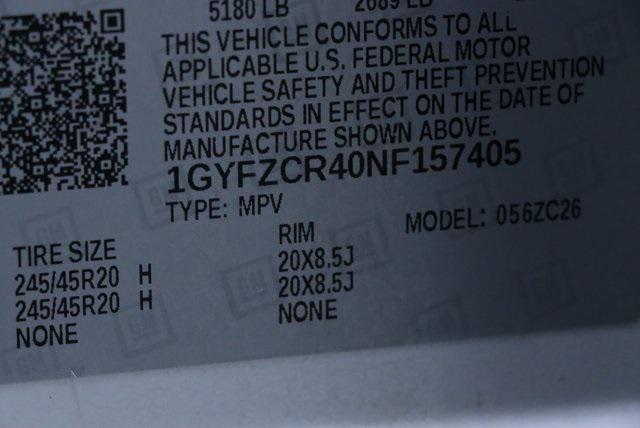 5180 LB 2689 LB
THIS VEHICLE CONFORMS TO ALL
APPLICABLE U.S. FEDERAL MOTOR
VEHICLE SAFETY AND THEFT PREVENTION
STANDARDS IN EFFECT ON THE DATE OF
MANUFACTURE SHOWN ABOVE.
1GYFZCR40NF157405
TYPE: MPV MODEL: 056ZC26
TIRE SIZE RIM
245/45R20 H 20X8.5J
245/45R20 H 20X8.5J
NONE NONE